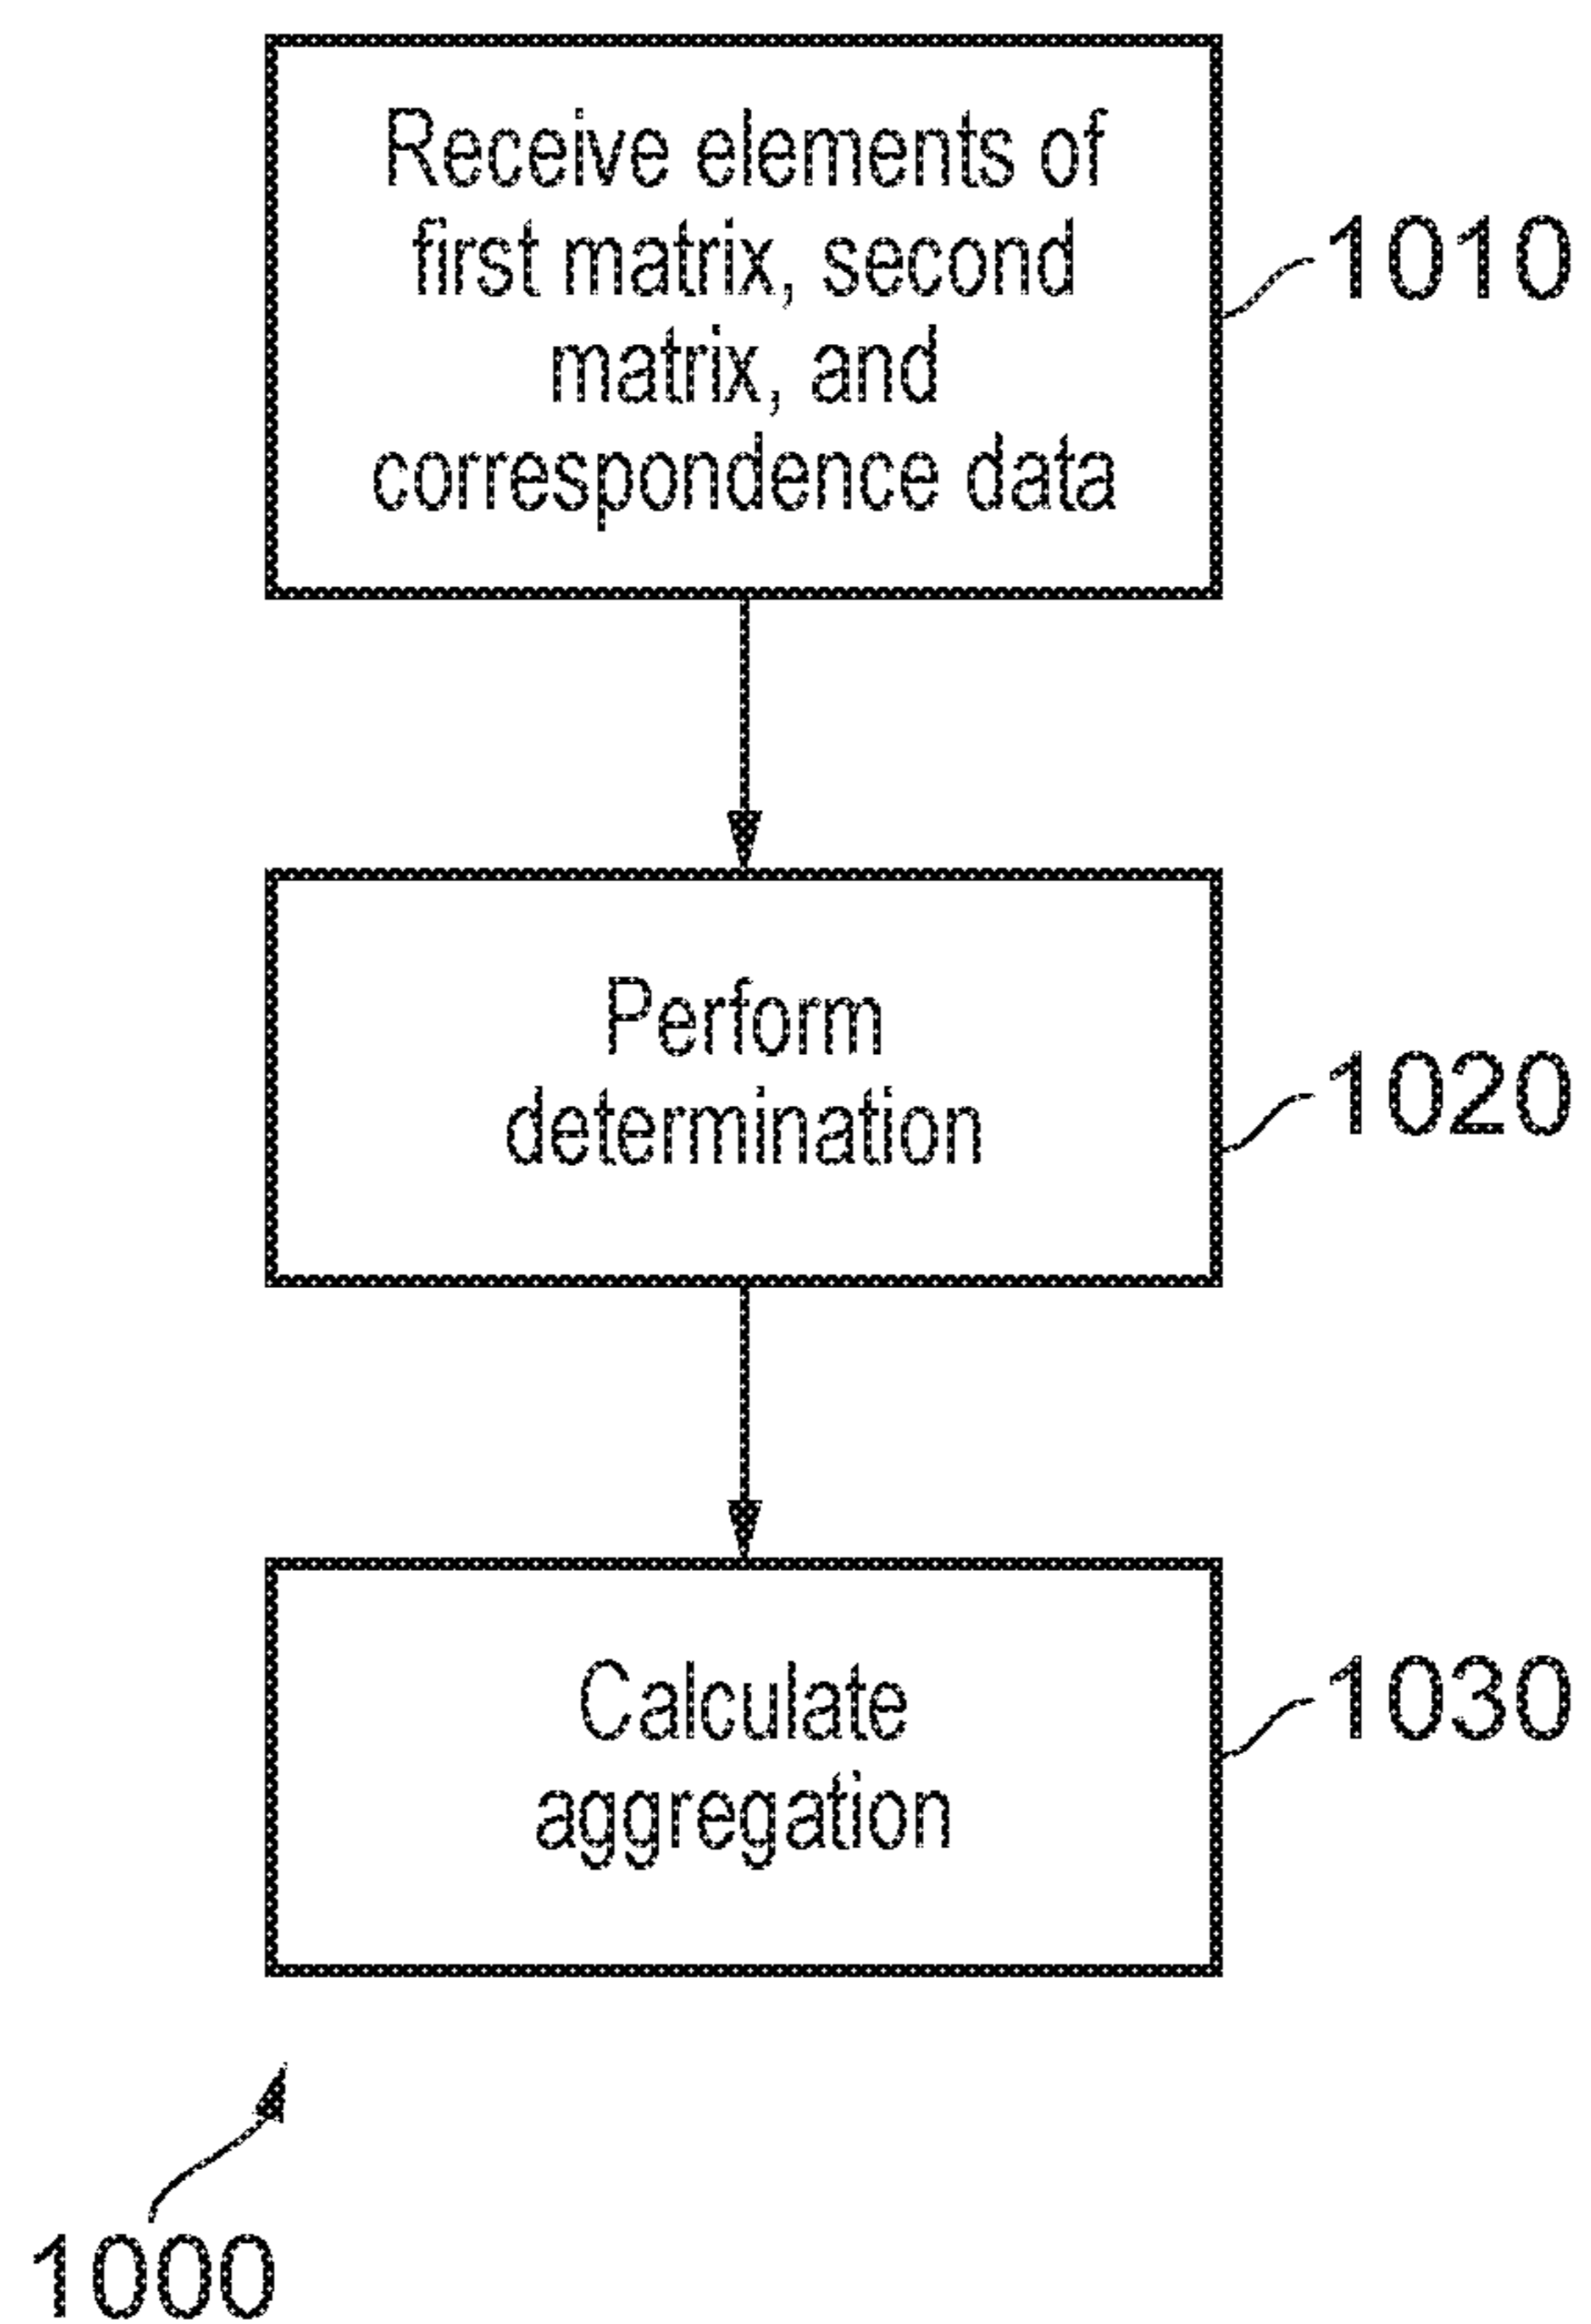 Receive elements of
first matrix, second
matrix, and
correspondence data
1010
Perform
determination
1020
Calculate
aggregation
1030
1000